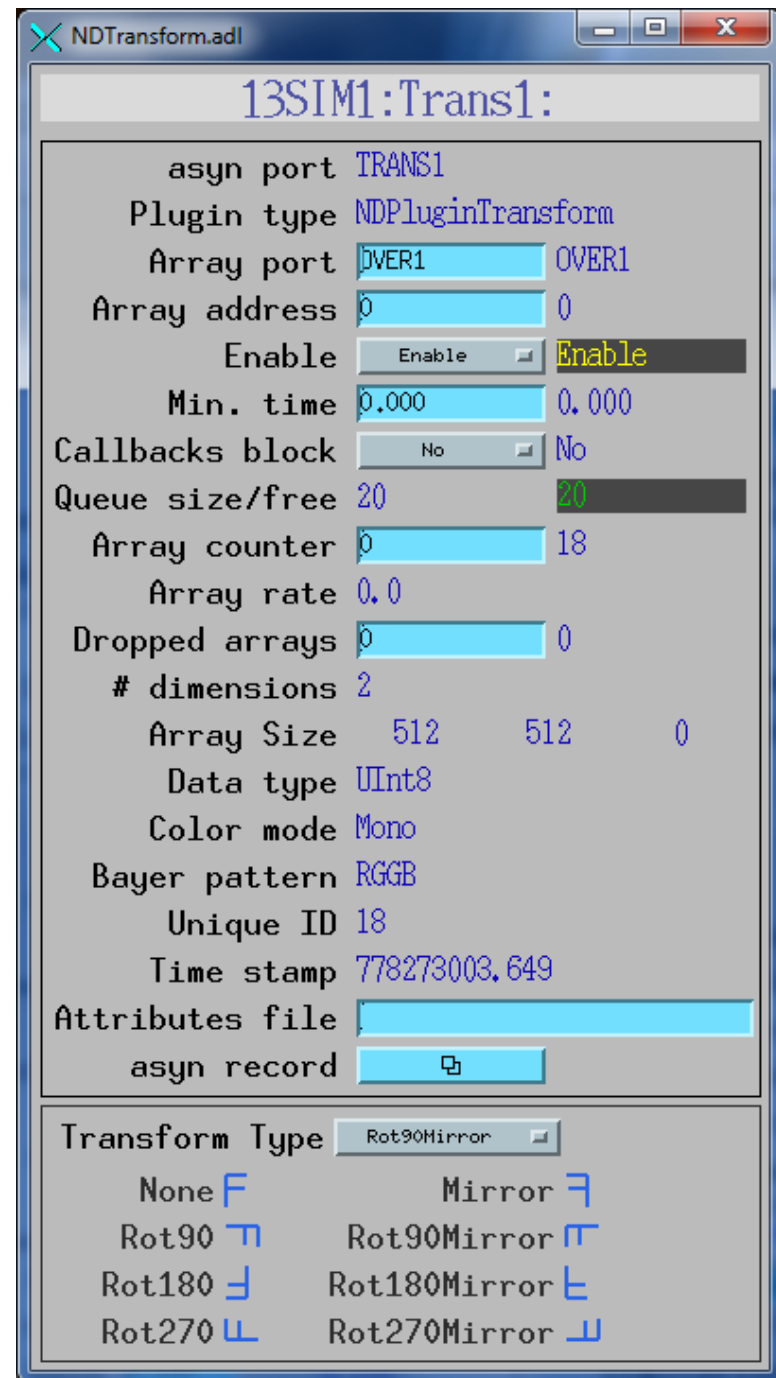 NDTransform.adl
13SIM1:Trans1:
asyn port TRANS1
Plugin type NDPluginTransform
Array port OVER1 OVER1
Array address 0 0
Enable Enable Enable
Min. time 0.000 0.000
Callbacks block No No
Queue size/free 20 20
Array counter 0 18
Array rate 0.0
Dropped arrays 0 0
# dimensions 2
Array Size 512 512 0
Data type UInt8
Color mode Mono
Bayer pattern RGGB
Unique ID 18
Time stamp 778273003.649
Attributes file
asyn record
Transform Type Rot90Mirror
None Mirror
Rot90 Rot90Mirror
Rot180 Rot180Mirror
Rot270 Rot270Mirror